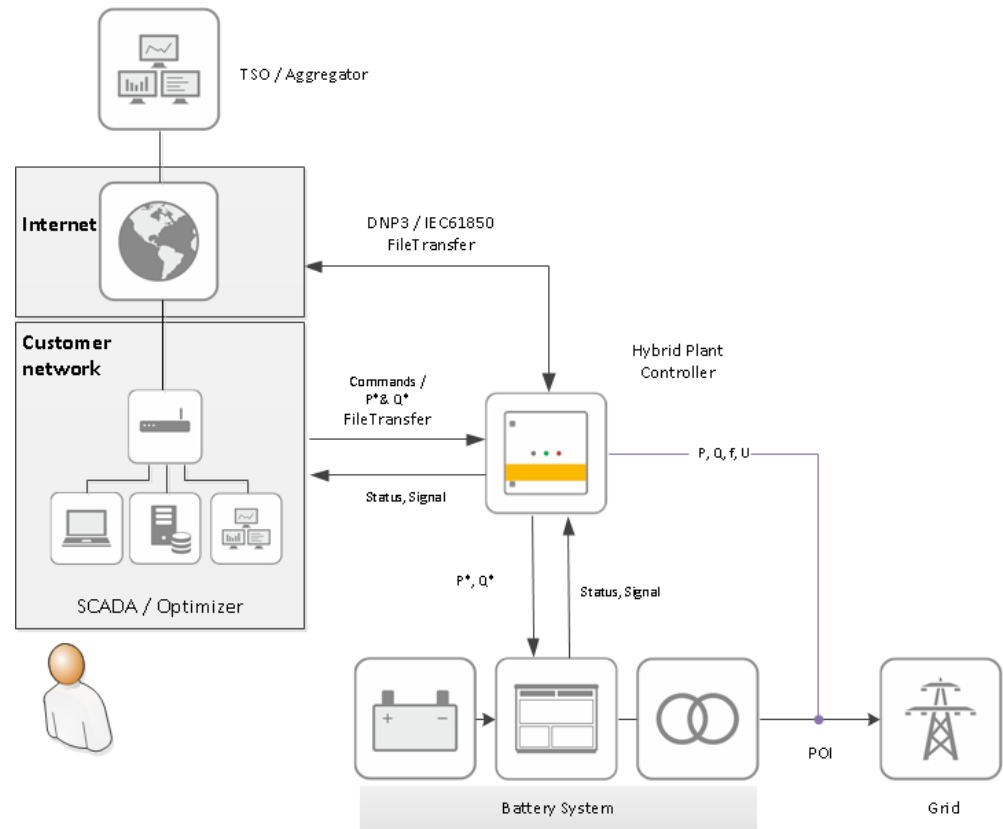 TSO / Aggregator
Internet
DNP3 / IEC61850
FileTransfer
Customer
network
Hybrid Plant
Controller
Commands /
P*& Q*
FileTransfer
P, Q, f, U
Status, Signal
P*, Q*
Status, Signal
SCADA / Optimizer
+ −
POI
Battery System
Grid